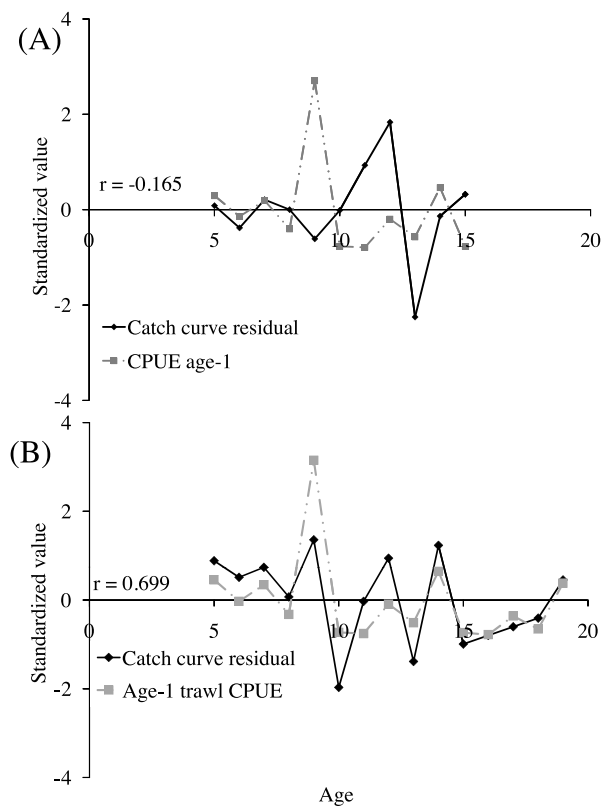 (A)
4
2
0
-2
-4
Standardized value
r = -0.165
0
5
10
15
20
Catch curve residual
CPUE age-1
(B)
4
2
0
-2
-4
Standardized value
r = 0.699
0
5
10
15
20
Catch curve residual
Age-1 trawl CPUE
Age